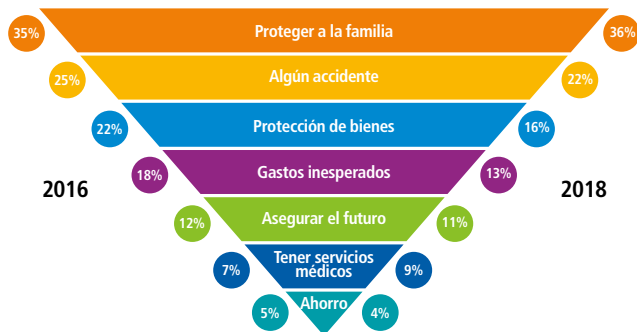 35% Proteger a la familia 36%
25% Algún accidente 22%
22% Protección de bienes 16%
18% Gastos inesperados 13%
2016 2018
12% Asegurar el futuro 11%
7% Tener servicios 9%
médicos
5% Ahorro 4%